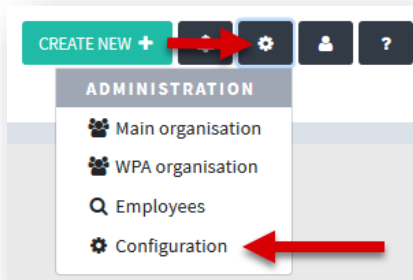 CREATE NEW + ?
ADMINISTRATION
Main organisation
WPA organisation
Employees
Configuration